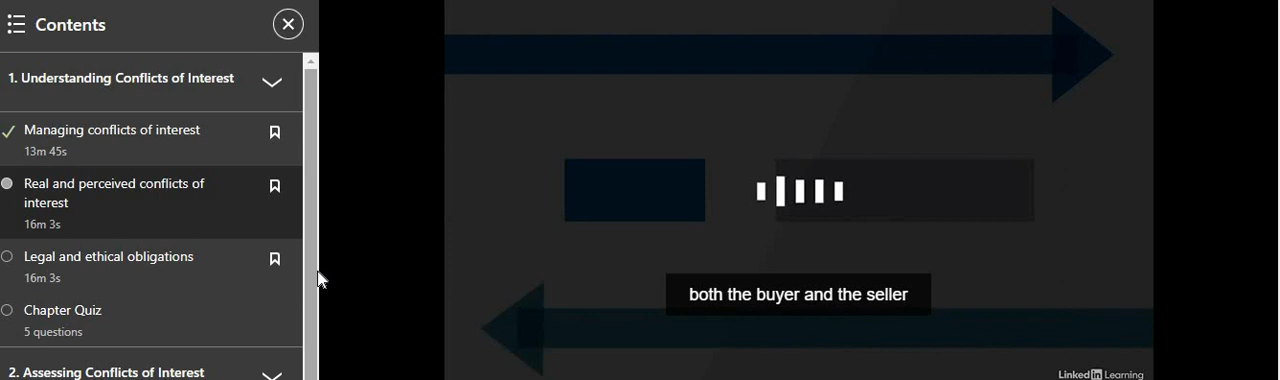 Contents
1. Understanding Conflicts of Interest
Managing conflicts of interest
13m 45s
Real and perceived conflicts of
interest
16m 3s
Legal and ethical obligations
16m 3s
Chapter Quiz
5 questions
2. Assessing Conflicts of Interest
both the buyer and the seller
Linked in Learning